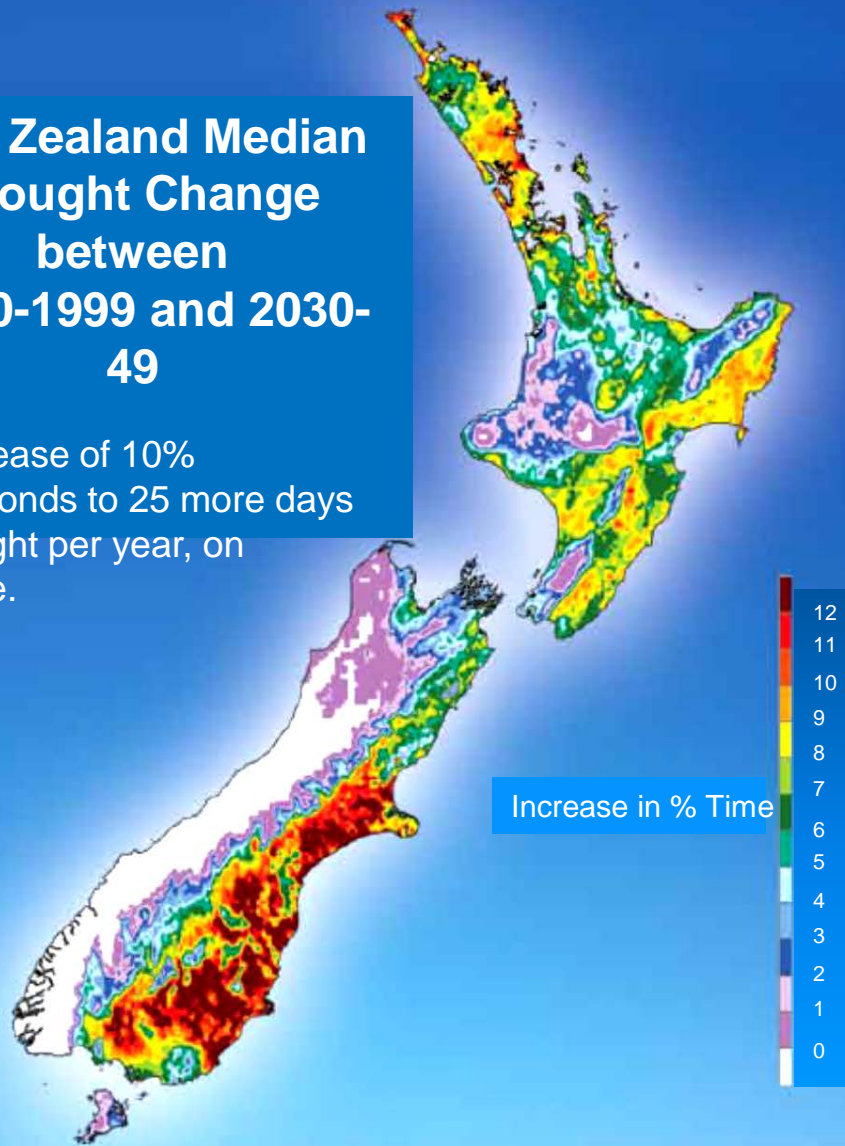 Zealand Median
ought Change
between
0-1999 and 2030-
49
ease of 10%
onds to 25 more days
ght per year, on
e.
Increase in % Time
12
11
10
9
8
7
6
5
4
3
2
1
0